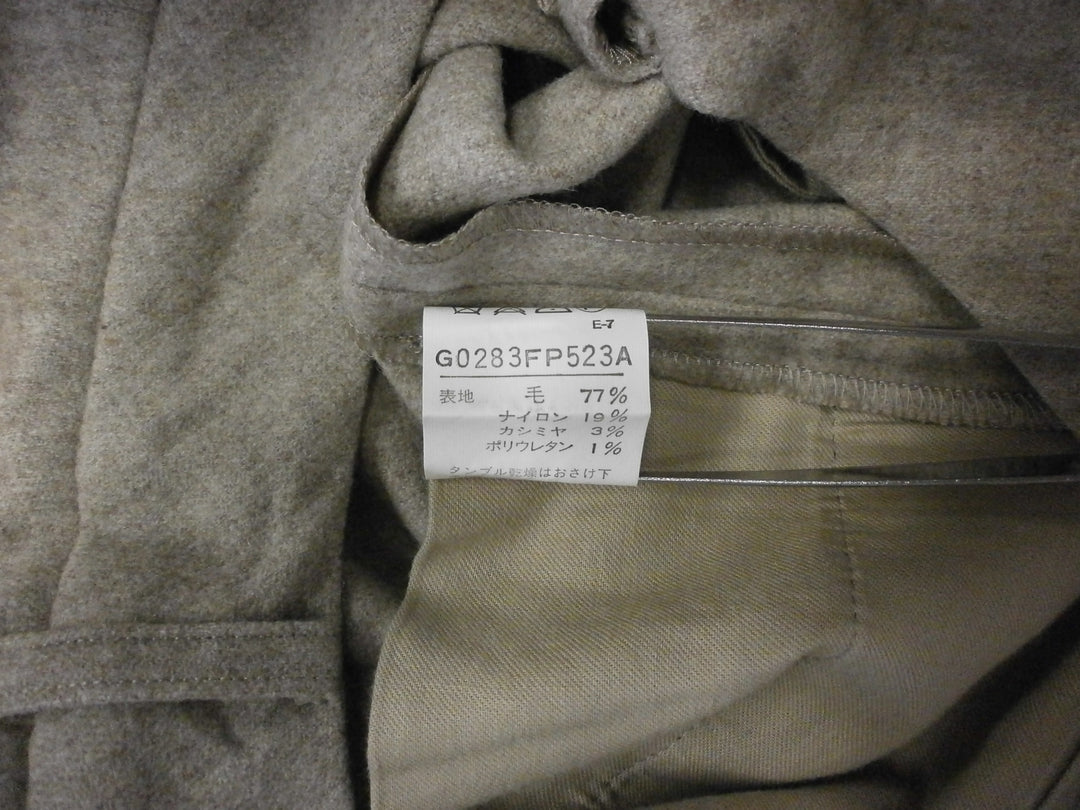 E-7
G0283FP523A
表地 毛 77%
ナイロン 19%
カシミヤ 3%
ポリウレタン 1%
タンブル乾燥はおさけ下